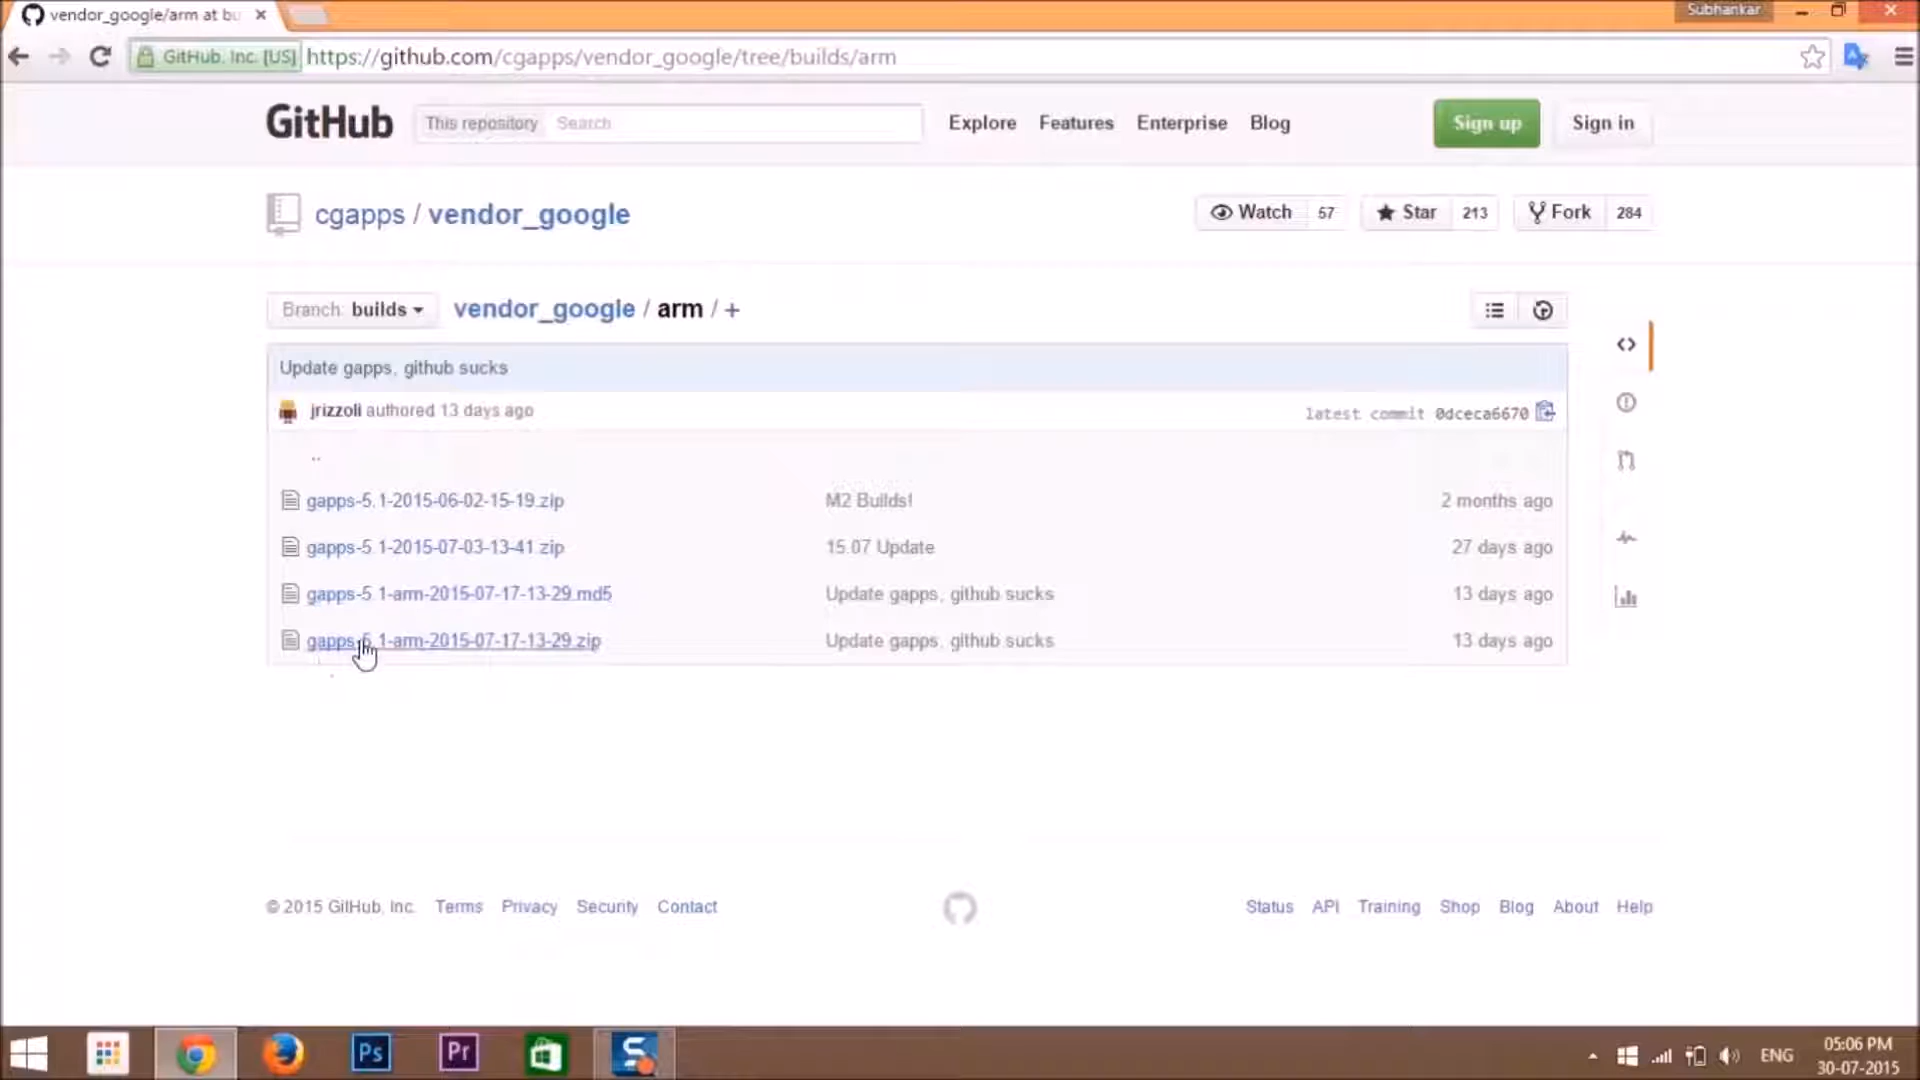 vendor_google/arm at bu
Subhankar
GitHub, Inc. [US] https://github.com/cgapps/vendor_google/tree/builds/arm
GitHub This repository Search Explore Features Enterprise Blog Sign up Sign in
cgapps / vendor_google Watch 57 Star 213 Fork 284
Branch: builds vendor_google / arm / +
Update gapps, github sucks
jrizzoli authored 13 days ago latest commit 0dceca6670
..
gapps-5.1-2015-06-02-15-19.zip M2 Builds! 2 months ago
gapps-5.1-2015-07-03-13-41.zip 15.07 Update 27 days ago
gapps-5.1-arm-2015-07-17-13-29.md5 Update gapps, github sucks 13 days ago
gapps-5.1-arm-2015-07-17-13-29.zip Update gapps, github sucks 13 days ago
© 2015 GitHub, Inc. Terms Privacy Security Contact Status API Training Shop Blog About Help
Ps Pr S ENG 05:06 PM
30-07-2015